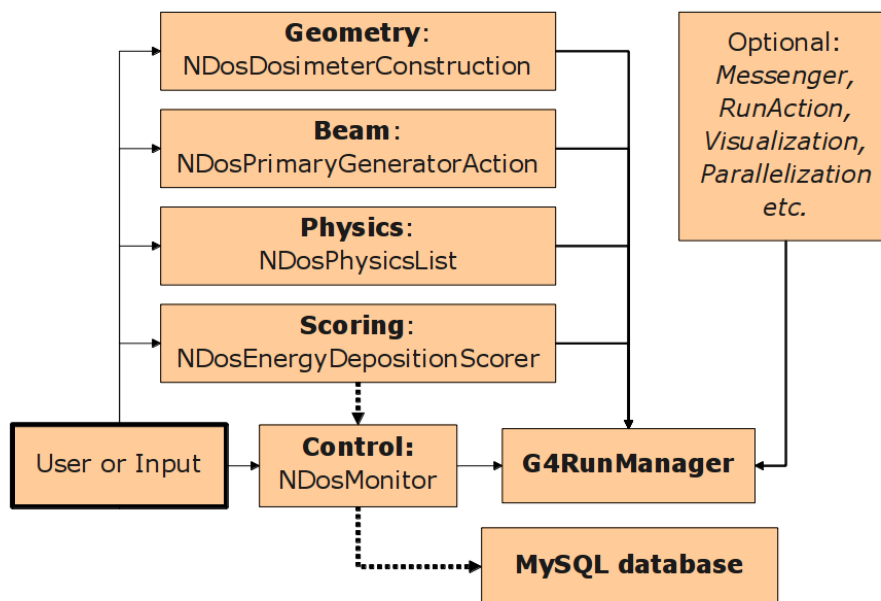 Geometry:
NDosDosimeterConstruction
Beam:
NDosPrimaryGeneratorAction
Physics:
NDosPhysicsList
Scoring:
NDosEnergyDepositionScorer
Optional:
Messenger,
RunAction,
Visualization,
Parallelization
etc.
User or Input
Control:
NDosMonitor
G4RunManager
MySQL database